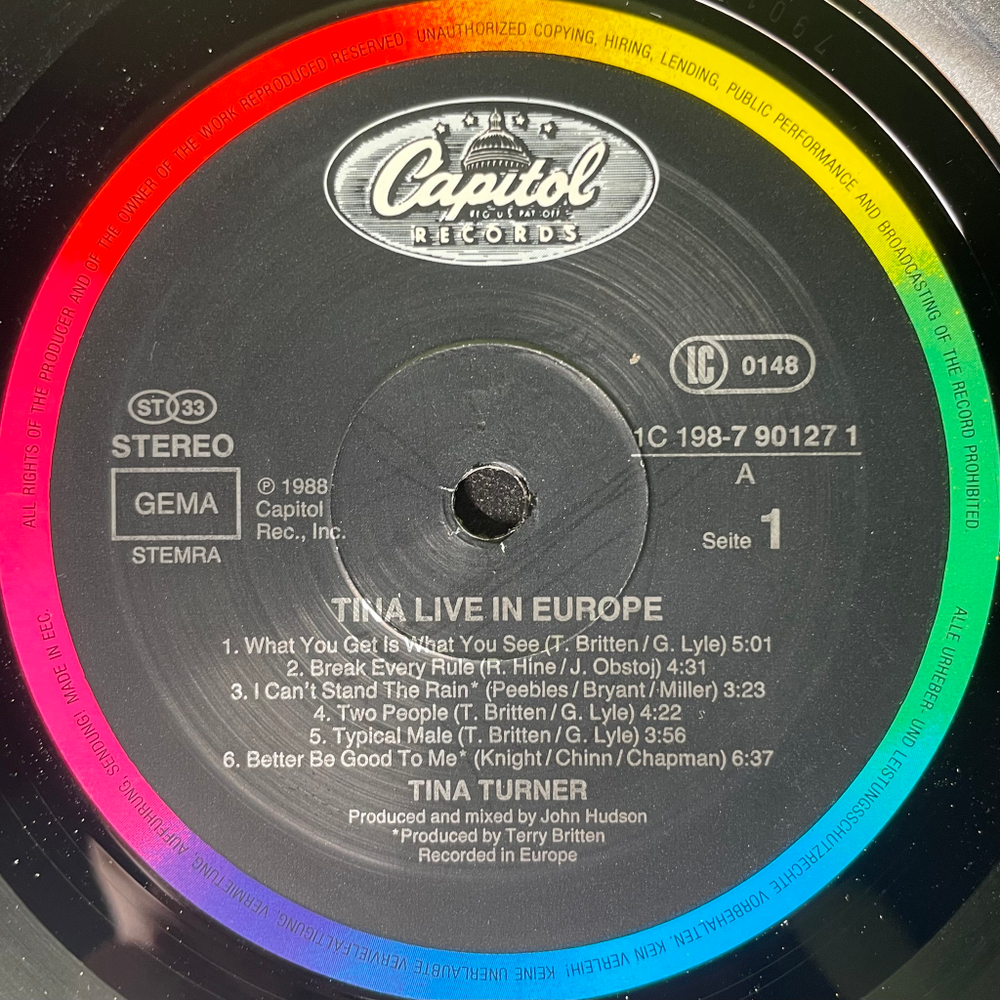 ALL RIGHTS OF THE PRODUCER AND OF THE OWNER OF THE WORK REPRODUCED RESERVED. UNAUTHORIZED COPYING, HIRING, LENDING, PUBLIC PERFORMANCE AND BROADCASTING OF THE RECORD PROHIBITED.
Capitol
RECORDS
LC 0148
ST 33
STEREO
1C 198-7 90127 1
A
GEMA
STEMRA
℗ 1988
Capitol
Rec., Inc.
Seite 1
TINA LIVE IN EUROPE
1. What You Get Is What You See (T. Britten / G. Lyle) 5:01
2. Break Every Rule (R. Hine / J. Obstoj) 4:31
3. I Can't Stand The Rain* (Peebles / Bryant / Miller) 3:23
4. Two People (T. Britten / G. Lyle) 4:22
5. Typical Male (T. Britten / G. Lyle) 3:56
6. Better Be Good To Me* (Knight / Chinn / Chapman) 6:37
TINA TURNER
Produced and mixed by John Hudson
*Produced by Terry Britten
Recorded in Europe
ALLE URHEBER- UND LEISTUNGSSCHUTZRECHTE VORBEHALTEN. KEIN VERLEIH! KEINE UNERLAUBTE VERVIELFÄLTIGUNG, VERMIETUNG, AUFFÜHRUNG, SENDUNG! MADE IN EEC.